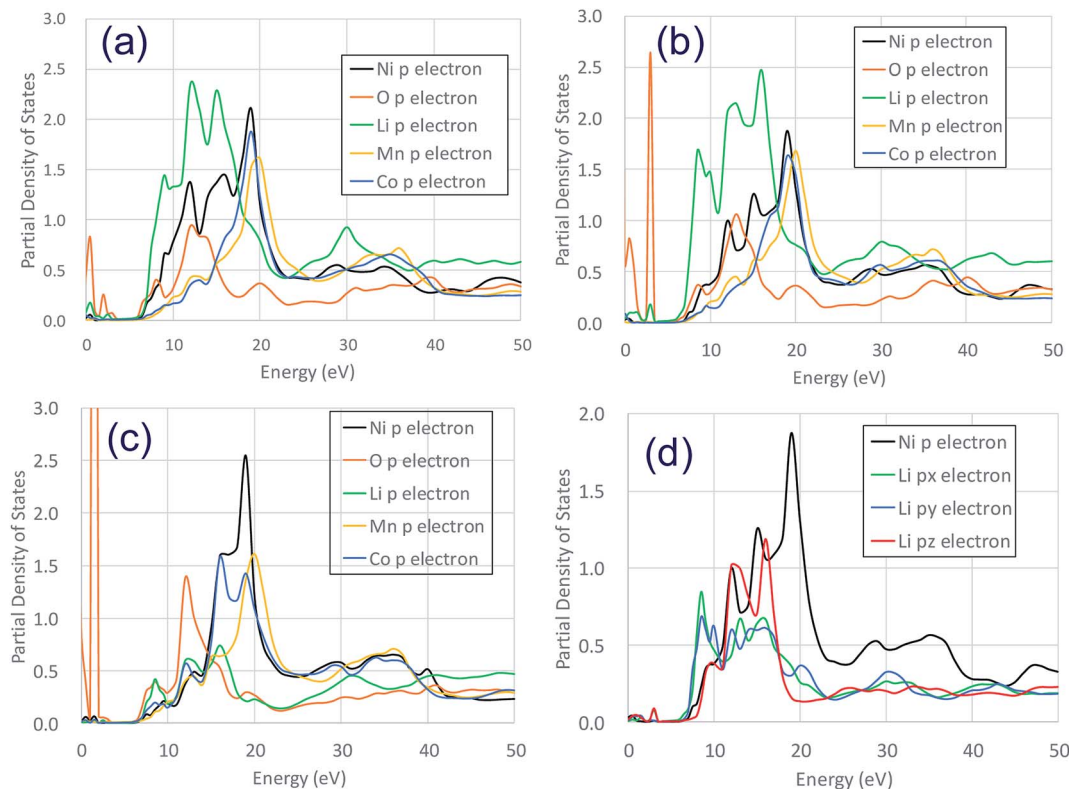 (a)
3.0
2.5
2.0
1.5
1.0
0.5
0.0
Partial Density of States
Ni p electron
O p electron
Li p electron
Mn p electron
Co p electron
0 10 20 30 40 50
Energy (eV)
(b)
3.0
2.5
2.0
1.5
1.0
0.5
0.0
Partial Density of States
Ni p electron
O p electron
Li p electron
Mn p electron
Co p electron
0 10 20 30 40 50
Energy (eV)
(c)
3.0
2.5
2.0
1.5
1.0
0.5
0.0
Partial Density of States
Ni p electron
O p electron
Li p electron
Mn p electron
Co p electron
0 10 20 30 40 50
Energy (eV)
(d)
2.0
1.5
1.0
0.5
0.0
Partial Density of States
Ni p electron
Li px electron
Li py electron
Li pz electron
0 10 20 30 40 50
Energy (eV)